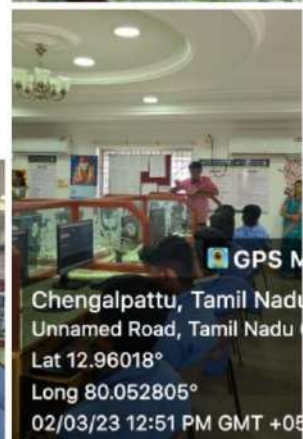 GPS M
Chengalpattu, Tamil Nadu
Unnamed Road, Tamil Nadu
Lat 12.96018°
Long 80.052805°
02/03/23 12:51 PM GMT +05